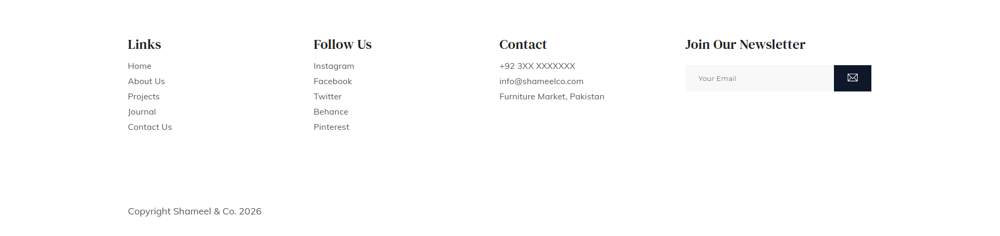 Links
Home
About Us
Projects
Journal
Contact Us
Follow Us
Instagram
Facebook
Twitter
Behance
Pinterest
Contact
+92 3XX XXXXXXX
info@shameelco.com
Furniture Market, Pakistan
Join Our Newsletter
Your Email
Copyright Shameel & Co. 2026